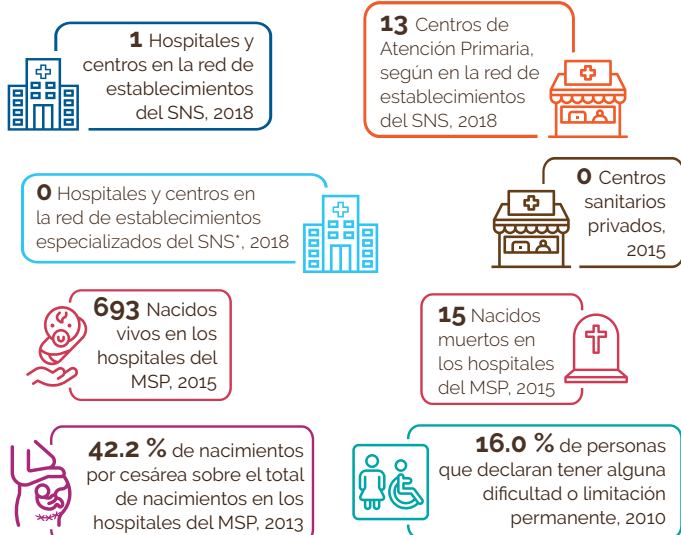 1 Hospitales y
centros en la red de
establecimientos
del SNS, 2018
13 Centros de
Atención Primaria,
según en la red de
establecimientos
del SNS, 2018
0 Hospitales y centros en
la red de establecimientos
especializados del SNS*, 2018
0 Centros
sanitarios
privados,
2015
693 Nacidos
vivos en los
hospitales del
MSP, 2015
15 Nacidos
muertos en
los hospitales
del MSP, 2015
42.2 % de nacimientos
por cesárea sobre el total
de nacimientos en los
hospitales del MSP, 2013
16.0 % de personas
que declaran tener alguna
dificultad o limitación
permanente, 2010